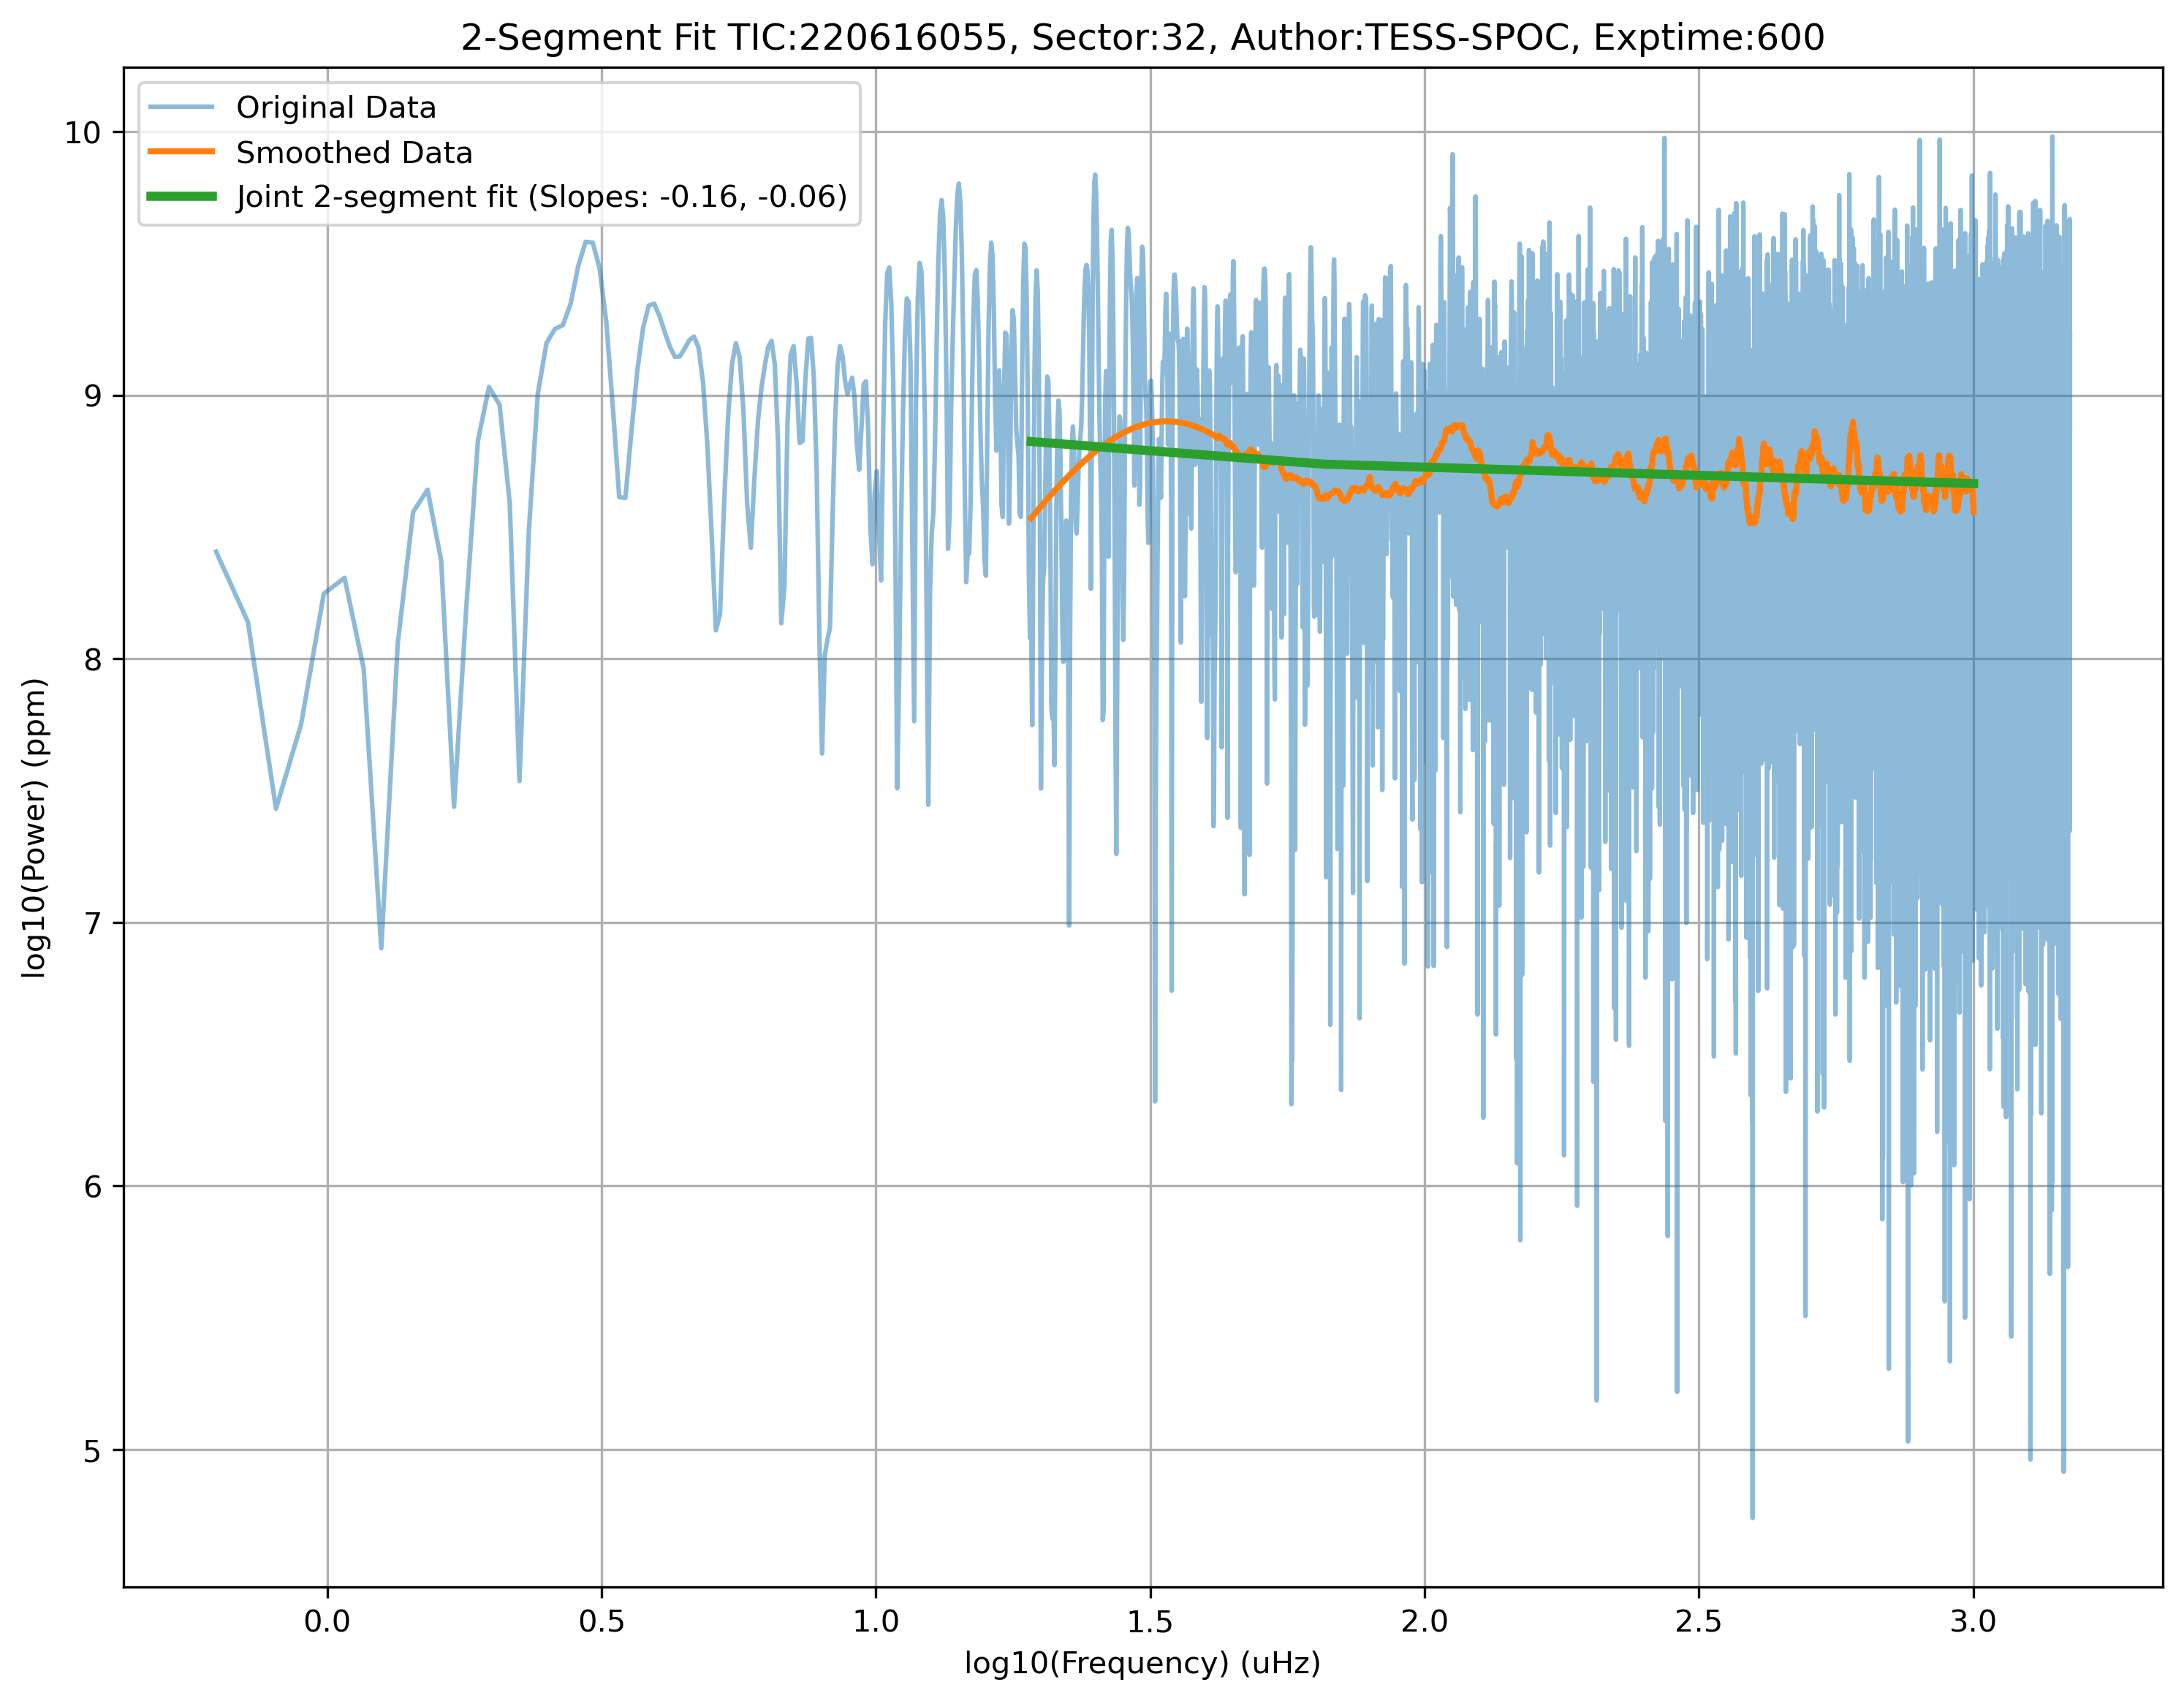 2-Segment Fit TIC:220616055, Sector:32, Author:TESS-SPOC, Exptime:600
Original Data
Smoothed Data
Joint 2-segment fit (Slopes: -0.16, -0.06)
log10(Power) (ppm)
10
9
8
7
6
5
0.0 0.5 1.0 1.5 2.0 2.5 3.0
log10(Frequency) (uHz)